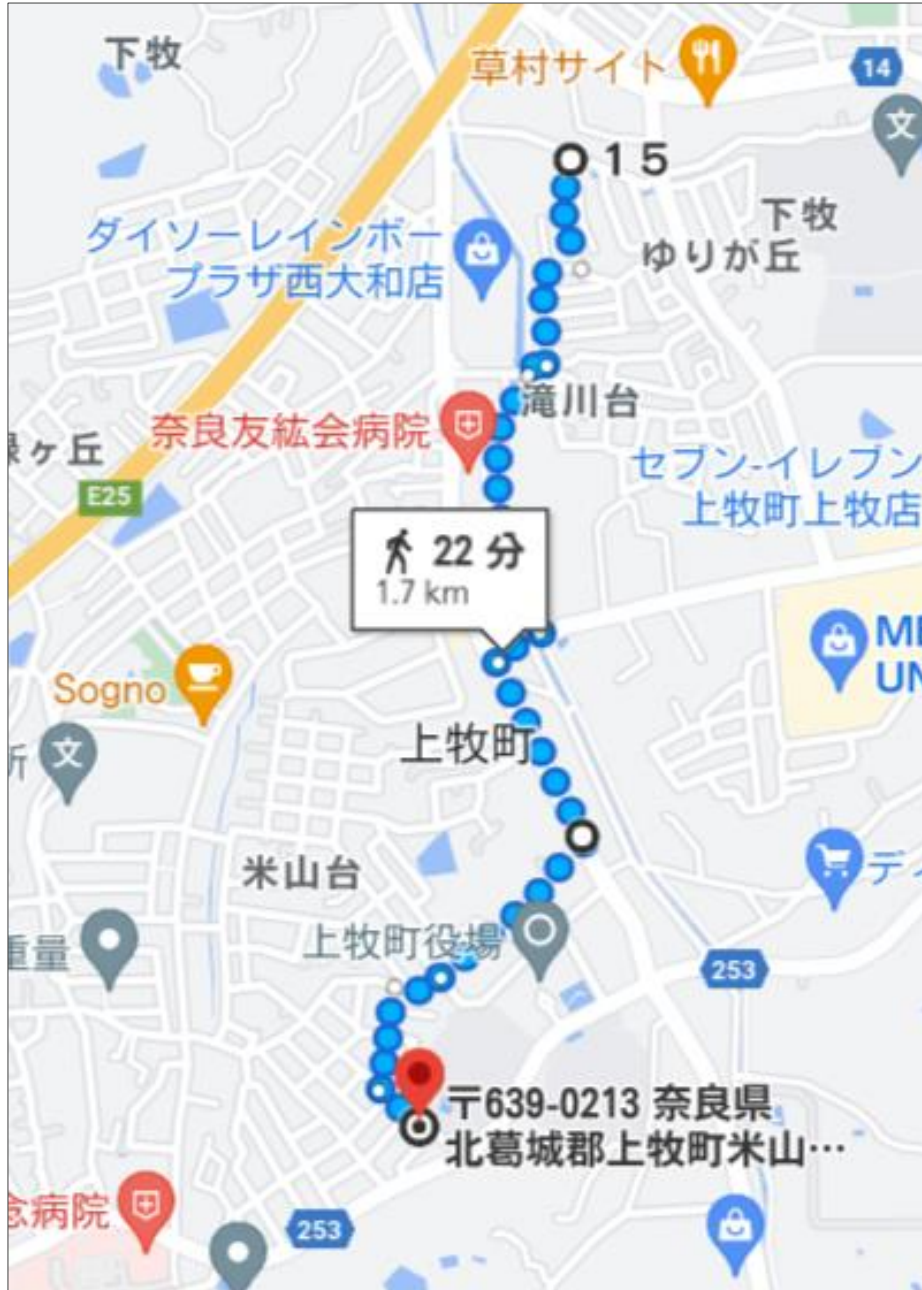 下牧
草村サイト
14
15
下牧
ゆりが丘
ダイソーレインボー
プラザ西大和店
滝川台
奈良友紘会病院
ヶ丘
E25
セブン-イレブン
上牧町上牧店
22 分
1.7 km
Sogno
上牧町
米山台
上牧町役場
重量
253
〒639-0213 奈良県
北葛城郡上牧町米山…
病院
253